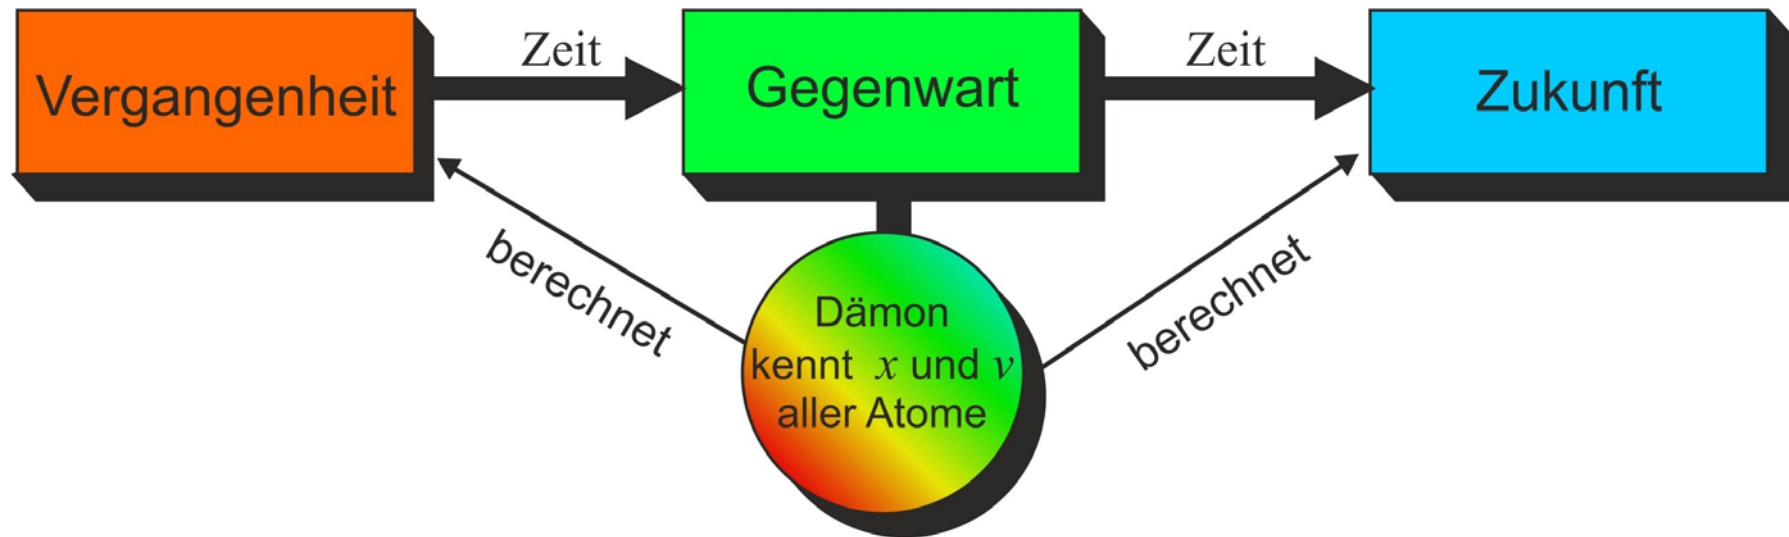 Vergangenheit
Zeit
Gegenwart
Zeit
Zukunft
berechnet
Dämon
kennt x und v
aller Atome
berechnet